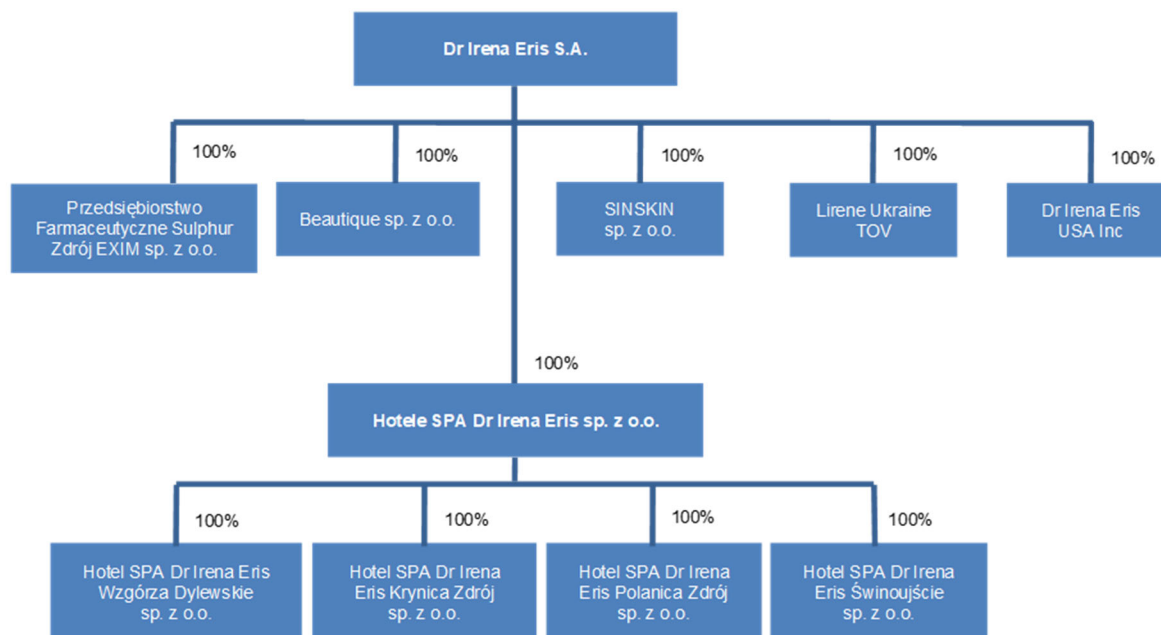 Dr Irena Eris S.A.
100%
100%
100%
100%
100%
Przedsiębiorstwo
Farmaceutyczne Sulphur
Zdrój EXIM sp. z o.o.
Beautique sp. z o.o.
SINSKIN
sp. z o.o.
Lirene Ukraine
TOV
Dr Irena Eris
USA Inc
100%
Hotele SPA Dr Irena Eris sp. z o.o.
100%
100%
100%
100%
Hotel SPA Dr Irena Eris
Wzgórza Dylewskie
sp. z o.o.
Hotel SPA Dr Irena
Eris Krynica Zdrój
sp. z o.o.
Hotel SPA Dr Irena
Eris Polanica Zdrój
sp. z o.o.
Hotel SPA Dr Irena
Eris Świnoujście
sp. z o.o.